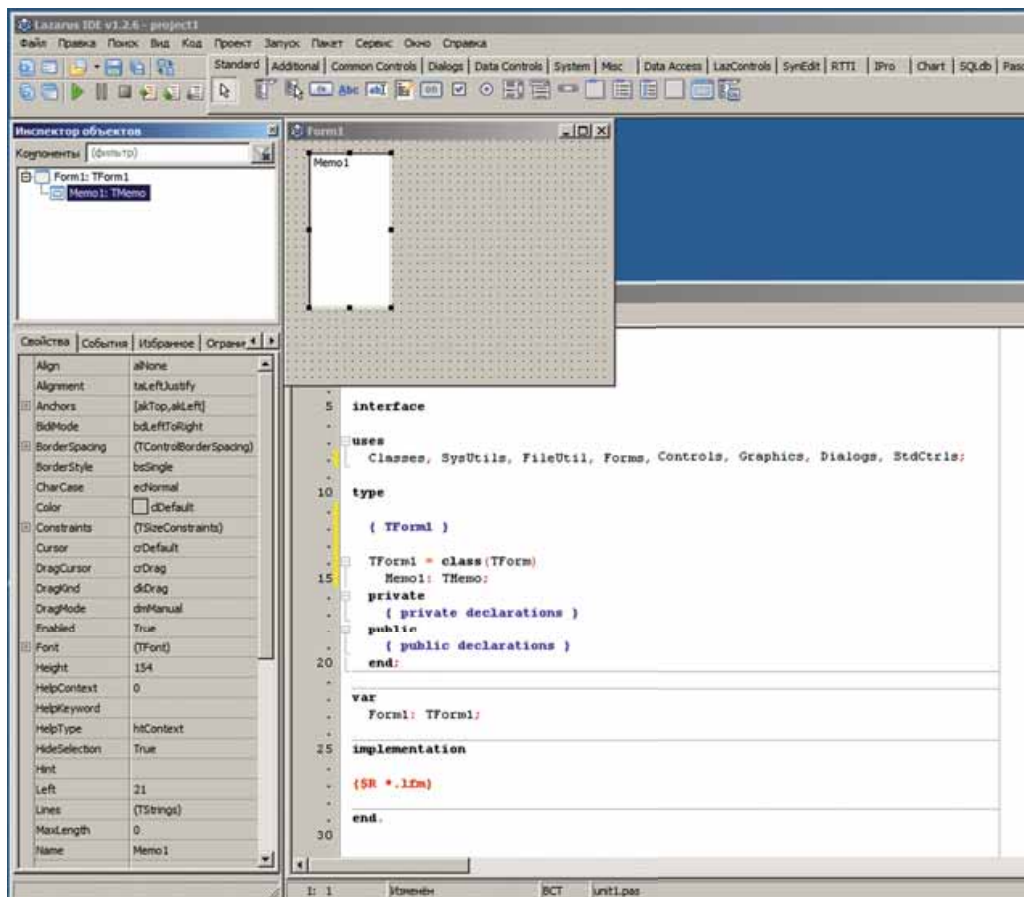 Lazarus IDE v1.2.6 - project1
Файл Правка Поиск Вид Код Проект Запуск Пакет Сервис Окно Справка
Standard Additional Common Controls Dialogs Data Controls System Misc Data Access LazControls SynEdit RTTI IPro Chart SQLdb Pasc
Ok Abc abI ON
Инспектор объектов
Компоненты (фильтр)
Form1: TForm1
Memo1: TMemo
Form1
Memo1
Свойства События Избранное Ограни
Align alNone
Alignment taLeftJustify
Anchors [akTop,akLeft]
BidiMode bdLeftToRight
BorderSpacing (TControlBorderSpacing)
BorderStyle bsSingle
CharCase ecNormal
Color clDefault
Constraints (TSizeConstraints)
Cursor crDefault
DragCursor crDrag
DragKind dkDrag
DragMode dmManual
Enabled True
Font (TFont)
Height 154
HelpContext 0
HelpKeyword
HelpType htContext
HideSelection True
Hint
Left 21
Lines (TStrings)
MaxLength 0
Name Memo1
5 interface
uses
Classes, SysUtils, FileUtil, Forms, Controls, Graphics, Dialogs, StdCtrls;
10 type
{ TForm1 }
TForm1 = class(TForm)
15 Memo1: TMemo;
private
{ private declarations }
public
{ public declarations }
20 end;
var
Form1: TForm1;
25 implementation
{$R *.lfm}
end.
30
1: 1 Изменён ВСТ unit1.pas